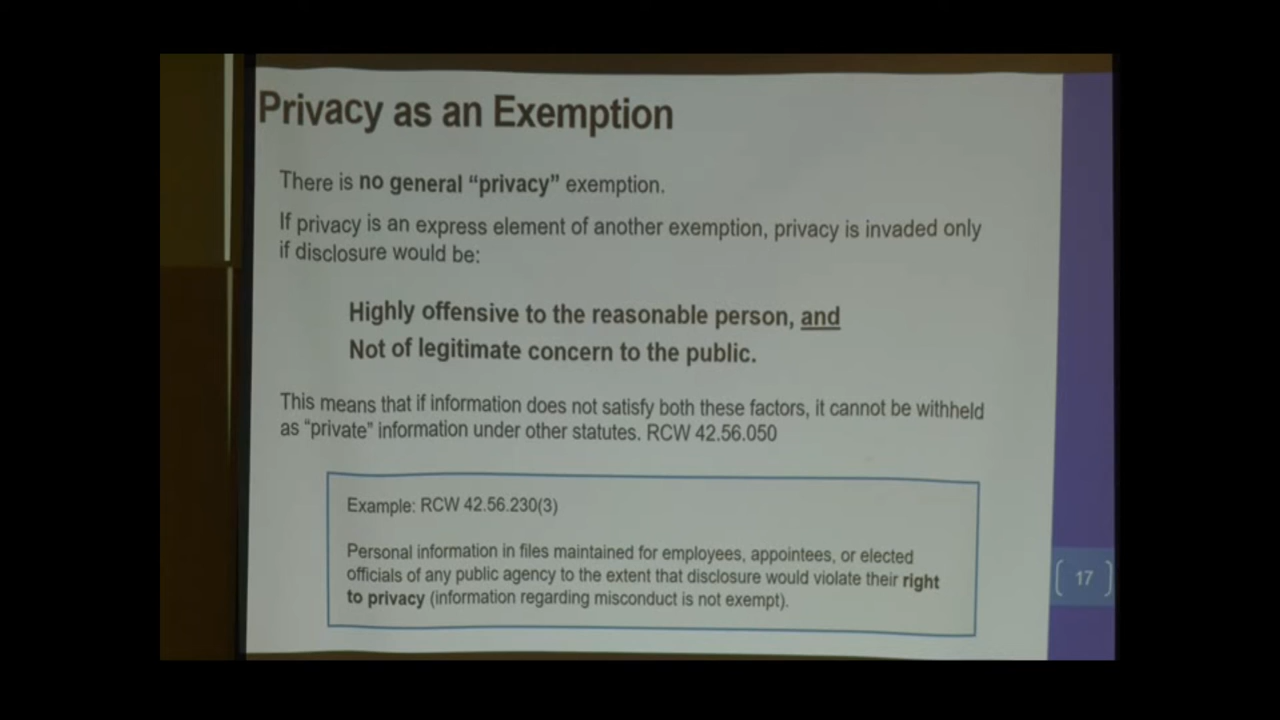 Privacy as an Exemption
There is no general “privacy” exemption.
If privacy is an express element of another exemption, privacy is invaded only
if disclosure would be:
Highly offensive to the reasonable person, and
Not of legitimate concern to the public.
This means that if information does not satisfy both these factors, it cannot be withheld
as “private” information under other statutes. RCW 42.56.050
Example: RCW 42.56.230(3)
Personal information in files maintained for employees, appointees, or elected
officials of any public agency to the extent that disclosure would violate their right
to privacy (information regarding misconduct is not exempt).
17